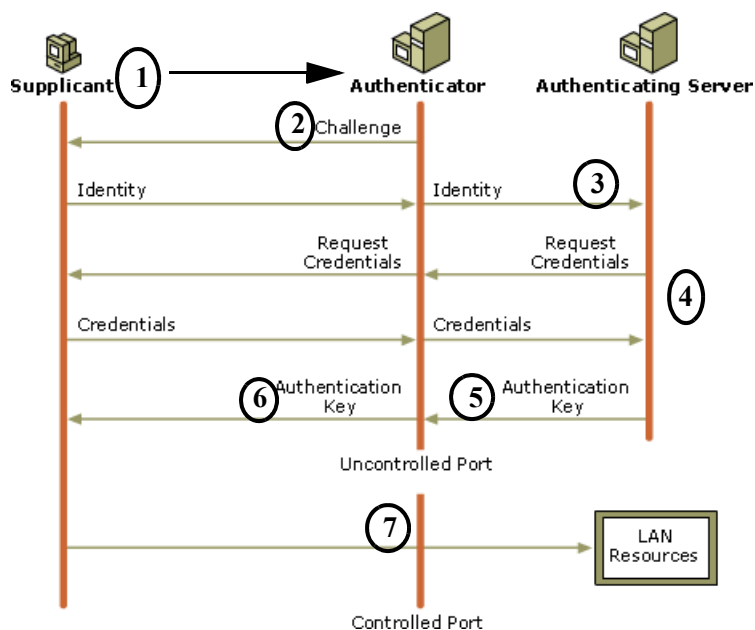 Supplicant
1
Authenticator
Authenticating Server
2
Challenge
Identity
Identity
3
Request
Credentials
Request
Credentials
4
Credentials
Credentials
6
Authentication
Key
5
Authentication
Key
Uncontrolled Port
7
LAN
Resources
Controlled Port